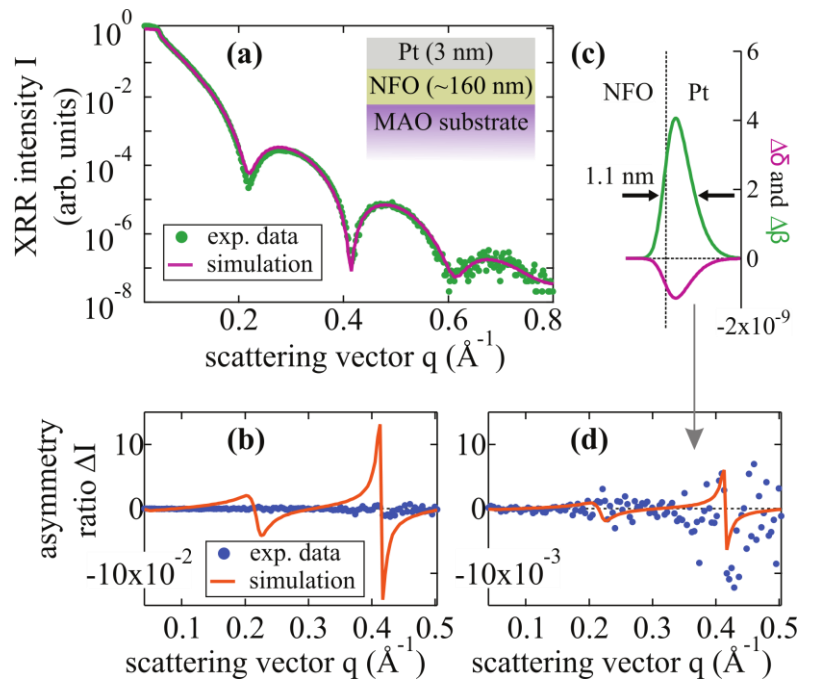 (a)
XRR intensity I
(arb. units)
10⁰
10⁻²
10⁻⁴
10⁻⁶
10⁻⁸
Pt (3 nm)
NFO (~160 nm)
MAO substrate
exp. data
simulation
0.2
0.4
0.6
0.8
scattering vector q (Å⁻¹)
(c)
NFO
Pt
1.1 nm
6
4
2
0
-2x10⁻⁹
Δδ and Δβ
(b)
asymmetry
ratio ΔI
10
0
-10x10⁻²
exp. data
simulation
0.1
0.2
0.3
0.4
0.5
scattering vector q (Å⁻¹)
(d)
10
0
-10x10⁻³
0.1
0.2
0.3
0.4
0.5
scattering vector q (Å⁻¹)